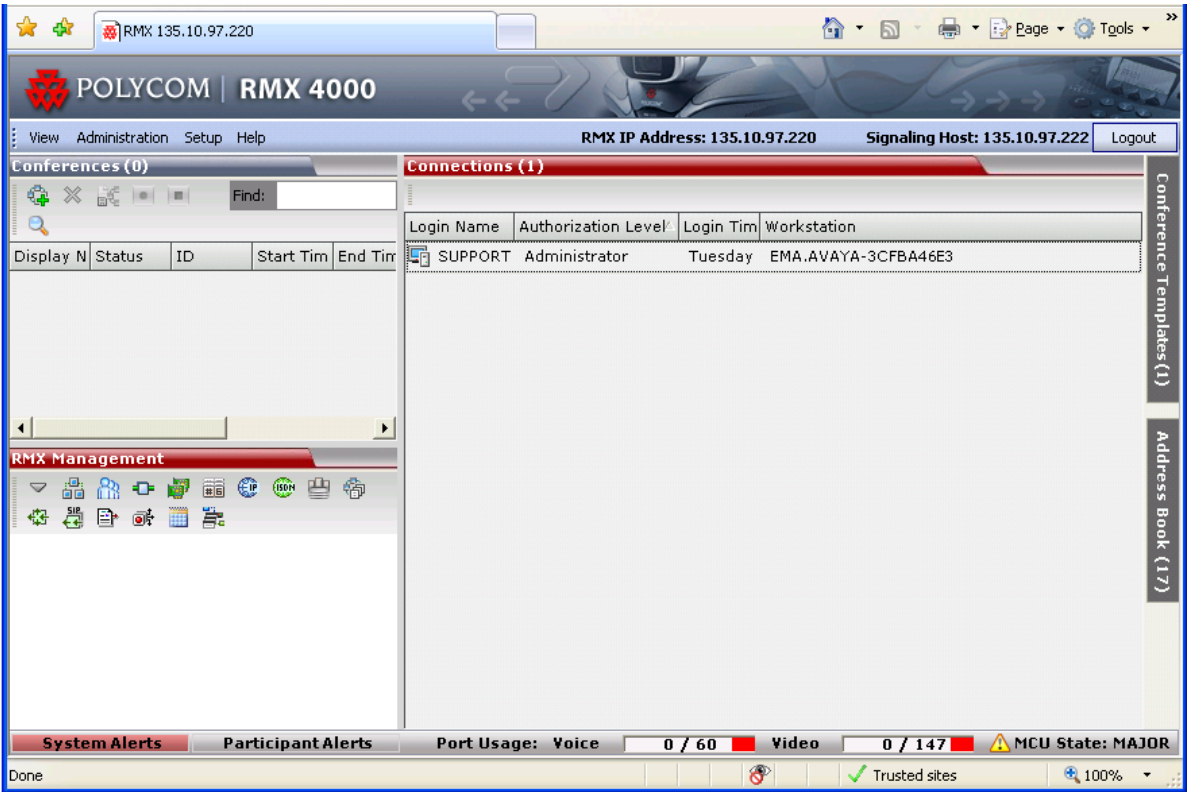 RMX 135.10.97.220
Page Tools »
POLYCOM | RMX 4000
View Administration Setup Help RMX IP Address: 135.10.97.220 Signaling Host: 135.10.97.222 Logout
Conferences (0)
Find:
Display N Status ID Start Tim End Tim
Connections (1)
Login Name Authorization Level Login Tim Workstation
SUPPORT Administrator Tuesday EMA.AVAYA-3CFBA46E3
Conference Templates (1)
Address Book (17)
RMX Management
IP ISDN
SIP
System Alerts Participant Alerts Port Usage: Voice 0 / 60 Video 0 / 147 MCU State: MAJOR
Done Trusted sites 100%